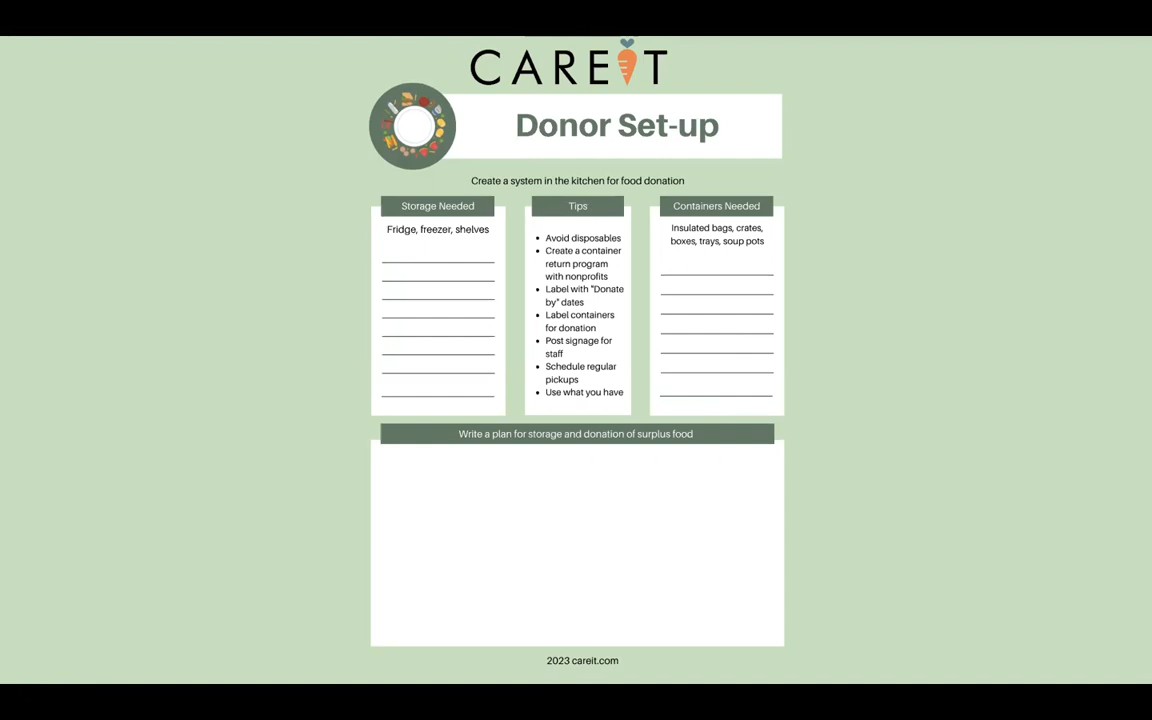 CAREIT
Donor Set-up
Create a system in the kitchen for food donation
Storage Needed
Fridge, freezer, shelves
Tips
• Avoid disposables
• Create a container
return program
with nonprofits
• Label with "Donate
by" dates
• Label containers
for donation
• Post signage for
staff
• Schedule regular
pickups
• Use what you have
Containers Needed
Insulated bags, crates,
boxes, trays, soup pots
Write a plan for storage and donation of surplus food
2023 careit.com